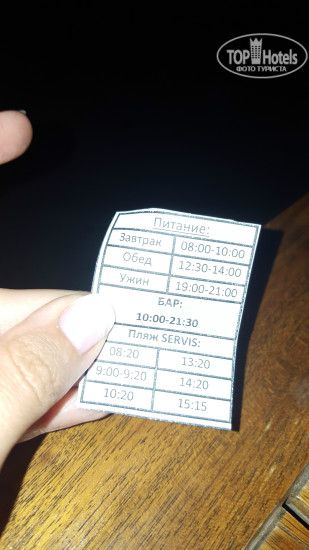 TOP Hotels
ФОТО ТУРИСТА
Питание:
Завтрак 08:00-10:00
Обед 12:30-14:00
Ужин 19:00-21:00
БАР:
10:00-21:30
Пляж SERVIS:
08:20 13:20
9:00-9:20 14:20
10:20 15:15